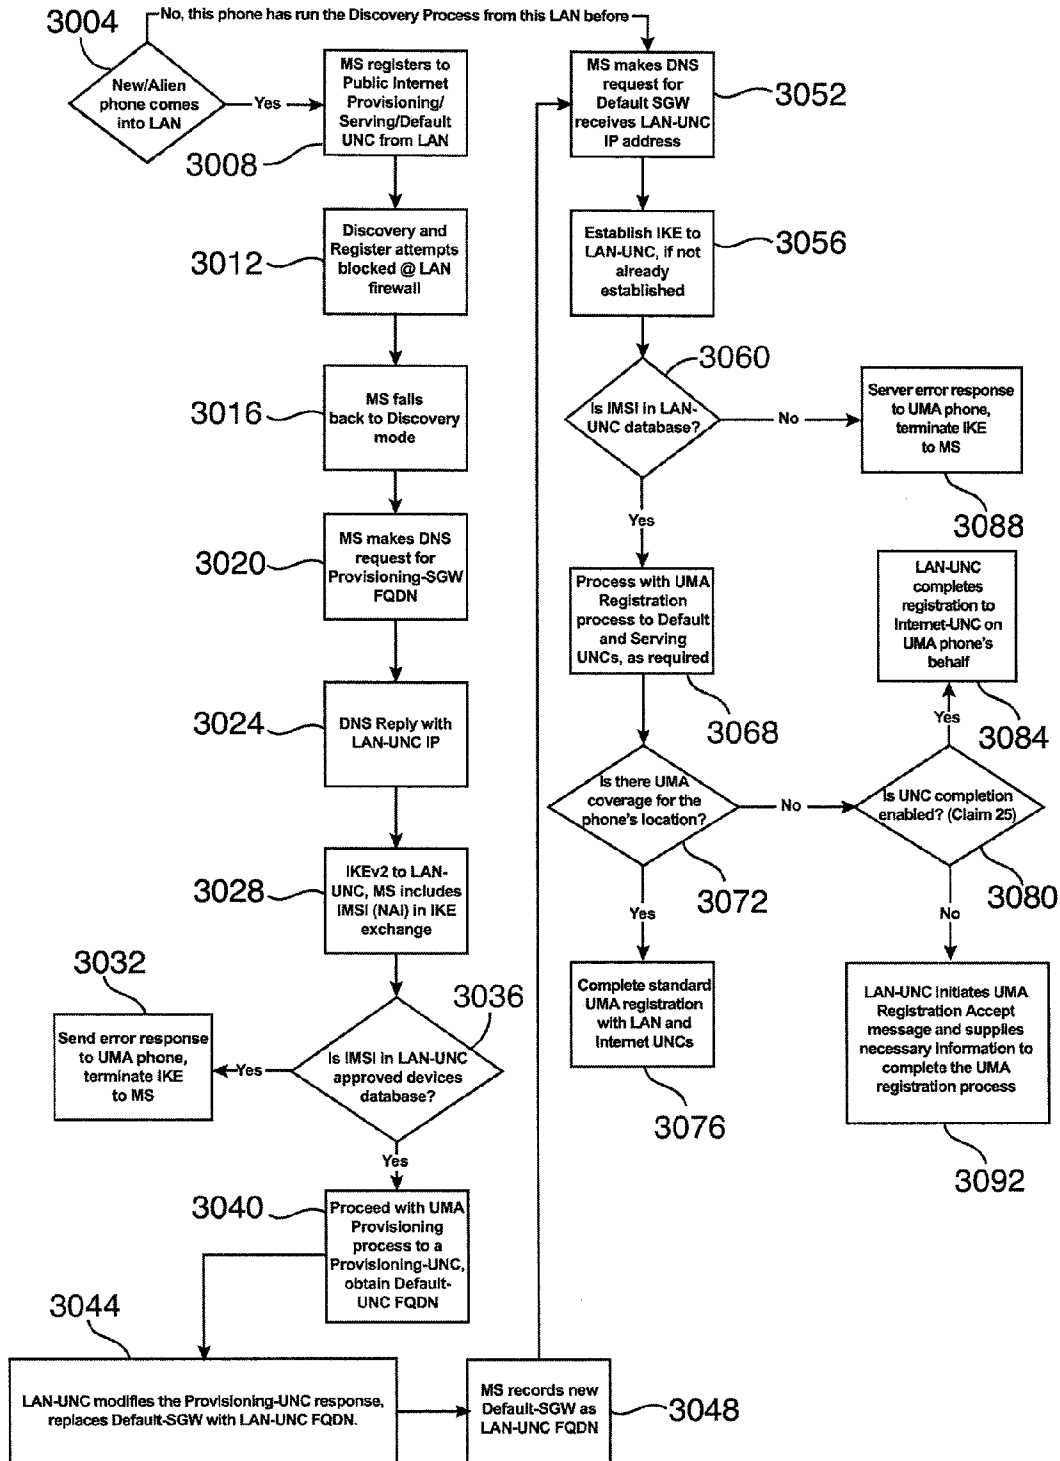 No, this phone has run the Discovery Process from this LAN before
3004
New/Alien
phone comes
into LAN
Yes
MS registers to
Public Internet
Provisioning/
Serving/Default
UNC from LAN
3008
Discovery and
Register attempts
blocked @ LAN
firewall
3012
MS falls
back to Discovery
mode
3016
MS makes DNS
request for
Provisioning-SGW
FQDN
3020
DNS Reply with
LAN-UNC IP
3024
IKEv2 to LAN-
UNC, MS includes
IMSI (NAI) in IKE
exchange
3028
3032
Send error response
to UMA phone,
terminate IKE
to MS
Yes
3036
Is IMSI in LAN-UNC
approved devices
database?
Yes
3040
Proceed with UMA
Provisioning
process to a
Provisioning-UNC,
obtain Default-
UNC FQDN
3044
LAN-UNC modifies the Provisioning-UNC response,
replaces Default-SGW with LAN-UNC FQDN.
MS records new
Default-SGW as
LAN-UNC FQDN
3048
MS makes DNS
request for
Default SGW
receives LAN-UNC
IP address
3052
Establish IKE to
LAN-UNC, if not
already
established
3056
3060
Is IMSI in LAN-
UNC database?
No
Server error response
to UMA phone,
terminate IKE
to MS
3088
Yes
Process with UMA
Registration
process to Default
and Serving
UNCs, as required
3068
Is there UMA
coverage for the
phone's location?
3072
No
Is UNC completion
enabled? (Claim 25)
3080
Yes
LAN-UNC
completes
registration to
Internet-UNC on
UMA phone's
behalf
3084
Yes
Complete standard
UMA registration
with LAN and
Internet UNCs
3076
No
LAN-UNC initiates UMA
Registration Accept
message and supplies
necessary information to
complete the UMA
registration process
3092